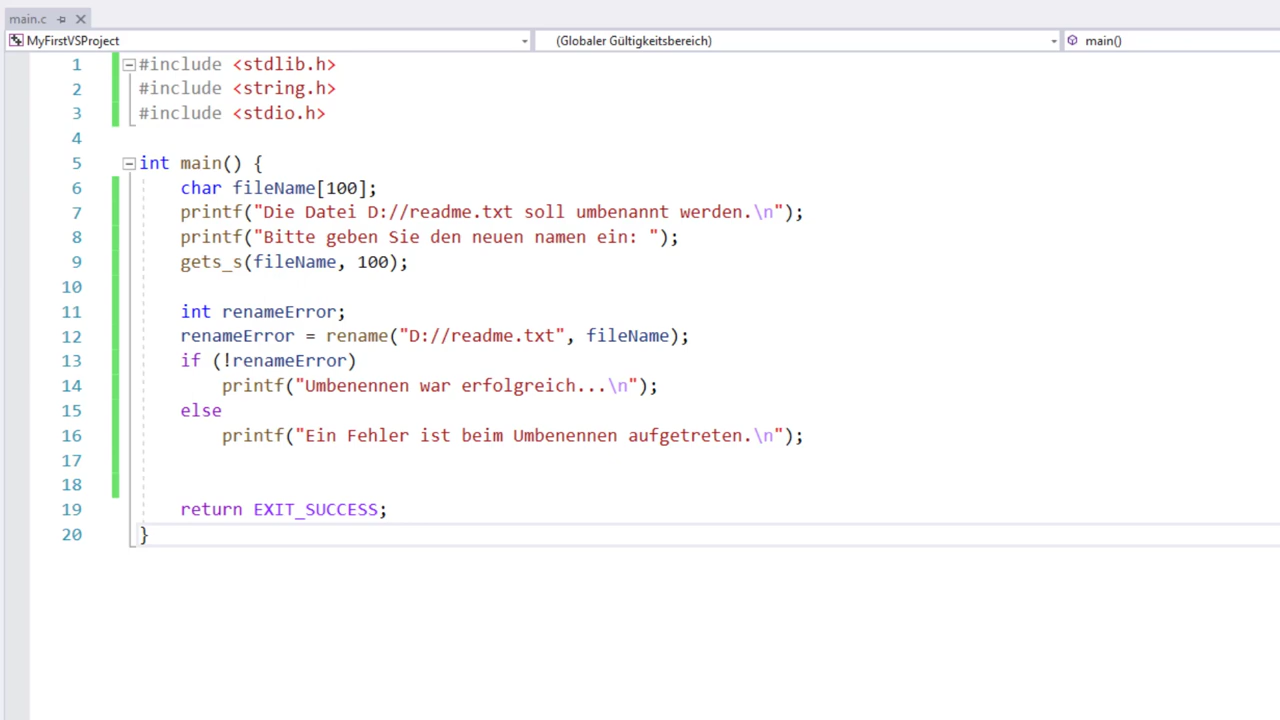 main.c
MyFirstVSProject (Globaler Gültigkeitsbereich) main()
1 #include <stdlib.h>
2 #include <string.h>
3 #include <stdio.h>
4
5 int main() {
6 char fileName[100];
7 printf("Die Datei D://readme.txt soll umbenannt werden.\n");
8 printf("Bitte geben Sie den neuen namen ein: ");
9 gets_s(fileName, 100);
10
11 int renameError;
12 renameError = rename("D://readme.txt", fileName);
13 if (!renameError)
14 printf("Umbenennen war erfolgreich...\n");
15 else
16 printf("Ein Fehler ist beim Umbenennen aufgetreten.\n");
17
18
19 return EXIT_SUCCESS;
20 }